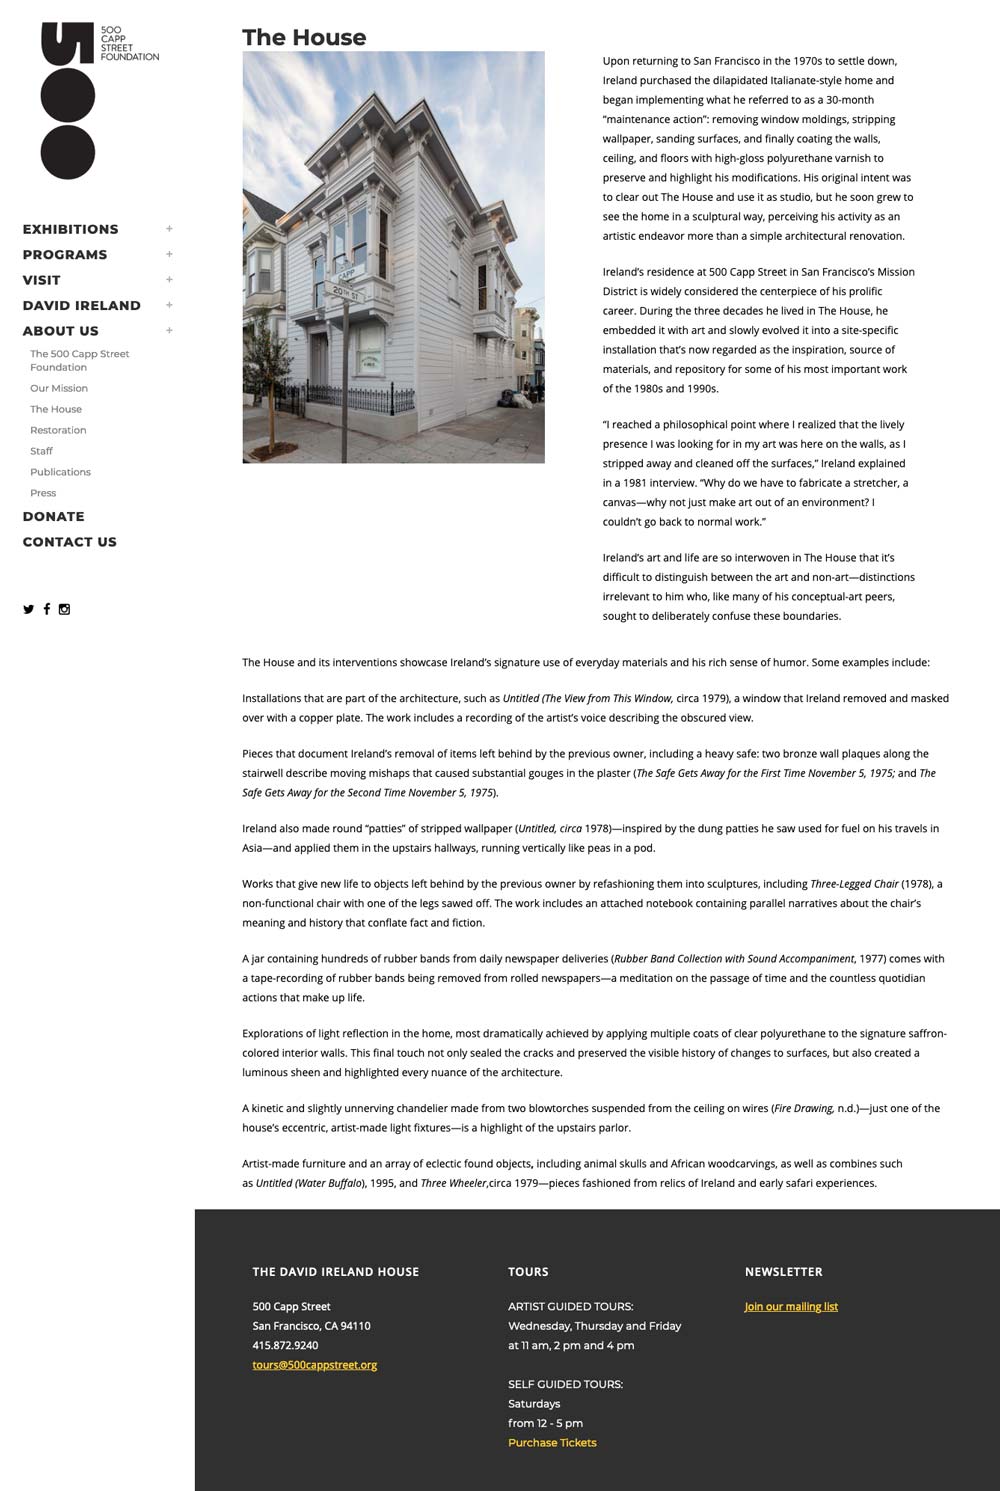 500
CAPP
STREET
FOUNDATION
EXHIBITIONS +
PROGRAMS +
VISIT +
DAVID IRELAND +
ABOUT US +
The 500 Capp Street
Foundation
Our Mission
The House
Restoration
Staff
Publications
Press
DONATE
CONTACT US
The House
CAPP
20TH ST
Upon returning to San Francisco in the 1970s to settle down,
Ireland purchased the dilapidated Italianate-style home and
began implementing what he referred to as a 30-month
“maintenance action”: removing window moldings, stripping
wallpaper, sanding surfaces, and finally coating the walls,
ceiling, and floors with high-gloss polyurethane varnish to
preserve and highlight his modifications. His original intent was
to clear out The House and use it as studio, but he soon grew to
see the home in a sculptural way, perceiving his activity as an
artistic endeavor more than a simple architectural renovation.
Ireland’s residence at 500 Capp Street in San Francisco’s Mission
District is widely considered the centerpiece of his prolific
career. During the three decades he lived in The House, he
embedded it with art and slowly evolved it into a site-specific
installation that’s now regarded as the inspiration, source of
materials, and repository for some of his most important work
of the 1980s and 1990s.
“I reached a philosophical point where I realized that the lively
presence I was looking for in my art was here on the walls, as I
stripped away and cleaned off the surfaces,” Ireland explained
in a 1981 interview. “Why do we have to fabricate a stretcher, a
canvas—why not just make art out of an environment? I
couldn’t go back to normal work.”
Ireland’s art and life are so interwoven in The House that it’s
difficult to distinguish between the art and non-art—distinctions
irrelevant to him who, like many of his conceptual-art peers,
sought to deliberately confuse these boundaries.
The House and its interventions showcase Ireland’s signature use of everyday materials and his rich sense of humor. Some examples include:
Installations that are part of the architecture, such as Untitled (The View from This Window, circa 1979), a window that Ireland removed and masked
over with a copper plate. The work includes a recording of the artist’s voice describing the obscured view.
Pieces that document Ireland’s removal of items left behind by the previous owner, including a heavy safe: two bronze wall plaques along the
stairwell describe moving mishaps that caused substantial gouges in the plaster (The Safe Gets Away for the First Time November 5, 1975; and The
Safe Gets Away for the Second Time November 5, 1975).
Ireland also made round “patties” of stripped wallpaper (Untitled, circa 1978)—inspired by the dung patties he saw used for fuel on his travels in
Asia—and applied them in the upstairs hallways, running vertically like peas in a pod.
Works that give new life to objects left behind by the previous owner by refashioning them into sculptures, including Three-Legged Chair (1978), a
non-functional chair with one of the legs sawed off. The work includes an attached notebook containing parallel narratives about the chair’s
meaning and history that conflate fact and fiction.
A jar containing hundreds of rubber bands from daily newspaper deliveries (Rubber Band Collection with Sound Accompaniment, 1977) comes with
a tape-recording of rubber bands being removed from rolled newspapers—a meditation on the passage of time and the countless quotidian
actions that make up life.
Explorations of light reflection in the home, most dramatically achieved by applying multiple coats of clear polyurethane to the signature saffron-
colored interior walls. This final touch not only sealed the cracks and preserved the visible history of changes to surfaces, but also created a
luminous sheen and highlighted every nuance of the architecture.
A kinetic and slightly unnerving chandelier made from two blowtorches suspended from the ceiling on wires (Fire Drawing, n.d.)—just one of the
house’s eccentric, artist-made light fixtures—is a highlight of the upstairs parlor.
Artist-made furniture and an array of eclectic found objects, including animal skulls and African woodcarvings, as well as combines such
as Untitled (Water Buffalo), 1995, and Three Wheeler,circa 1979—pieces fashioned from relics of Ireland and early safari experiences.
THE DAVID IRELAND HOUSE
500 Capp Street
San Francisco, CA 94110
415.872.9240
tours@500cappstreet.org
TOURS
ARTIST GUIDED TOURS:
Wednesday, Thursday and Friday
at 11 am, 2 pm and 4 pm
SELF GUIDED TOURS:
Saturdays
from 12 - 5 pm
Purchase Tickets
NEWSLETTER
Join our mailing list